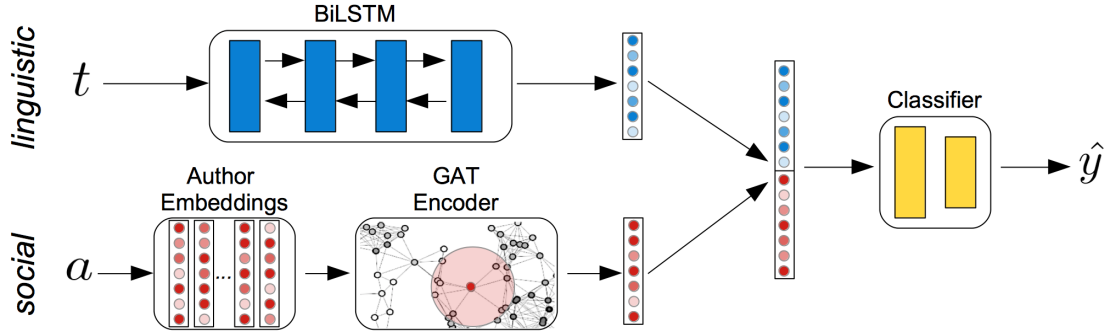 linguistic
t
BiLSTM
Classifier
ŷ
social
a
Author
Embeddings
...
GAT
Encoder